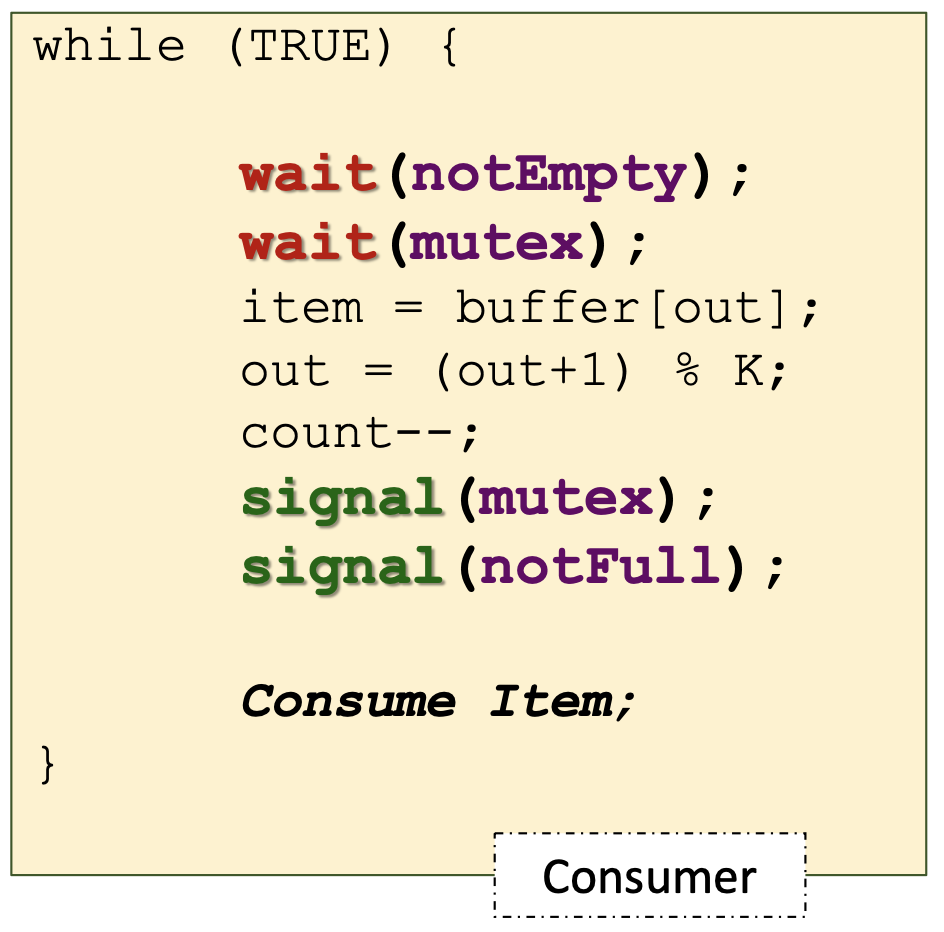 while (TRUE) {
wait(notEmpty);
wait(mutex);
item = buffer[out];
out = (out+1) % K;
count--;
signal(mutex);
signal(notFull);
Consume Item;
}
Consumer